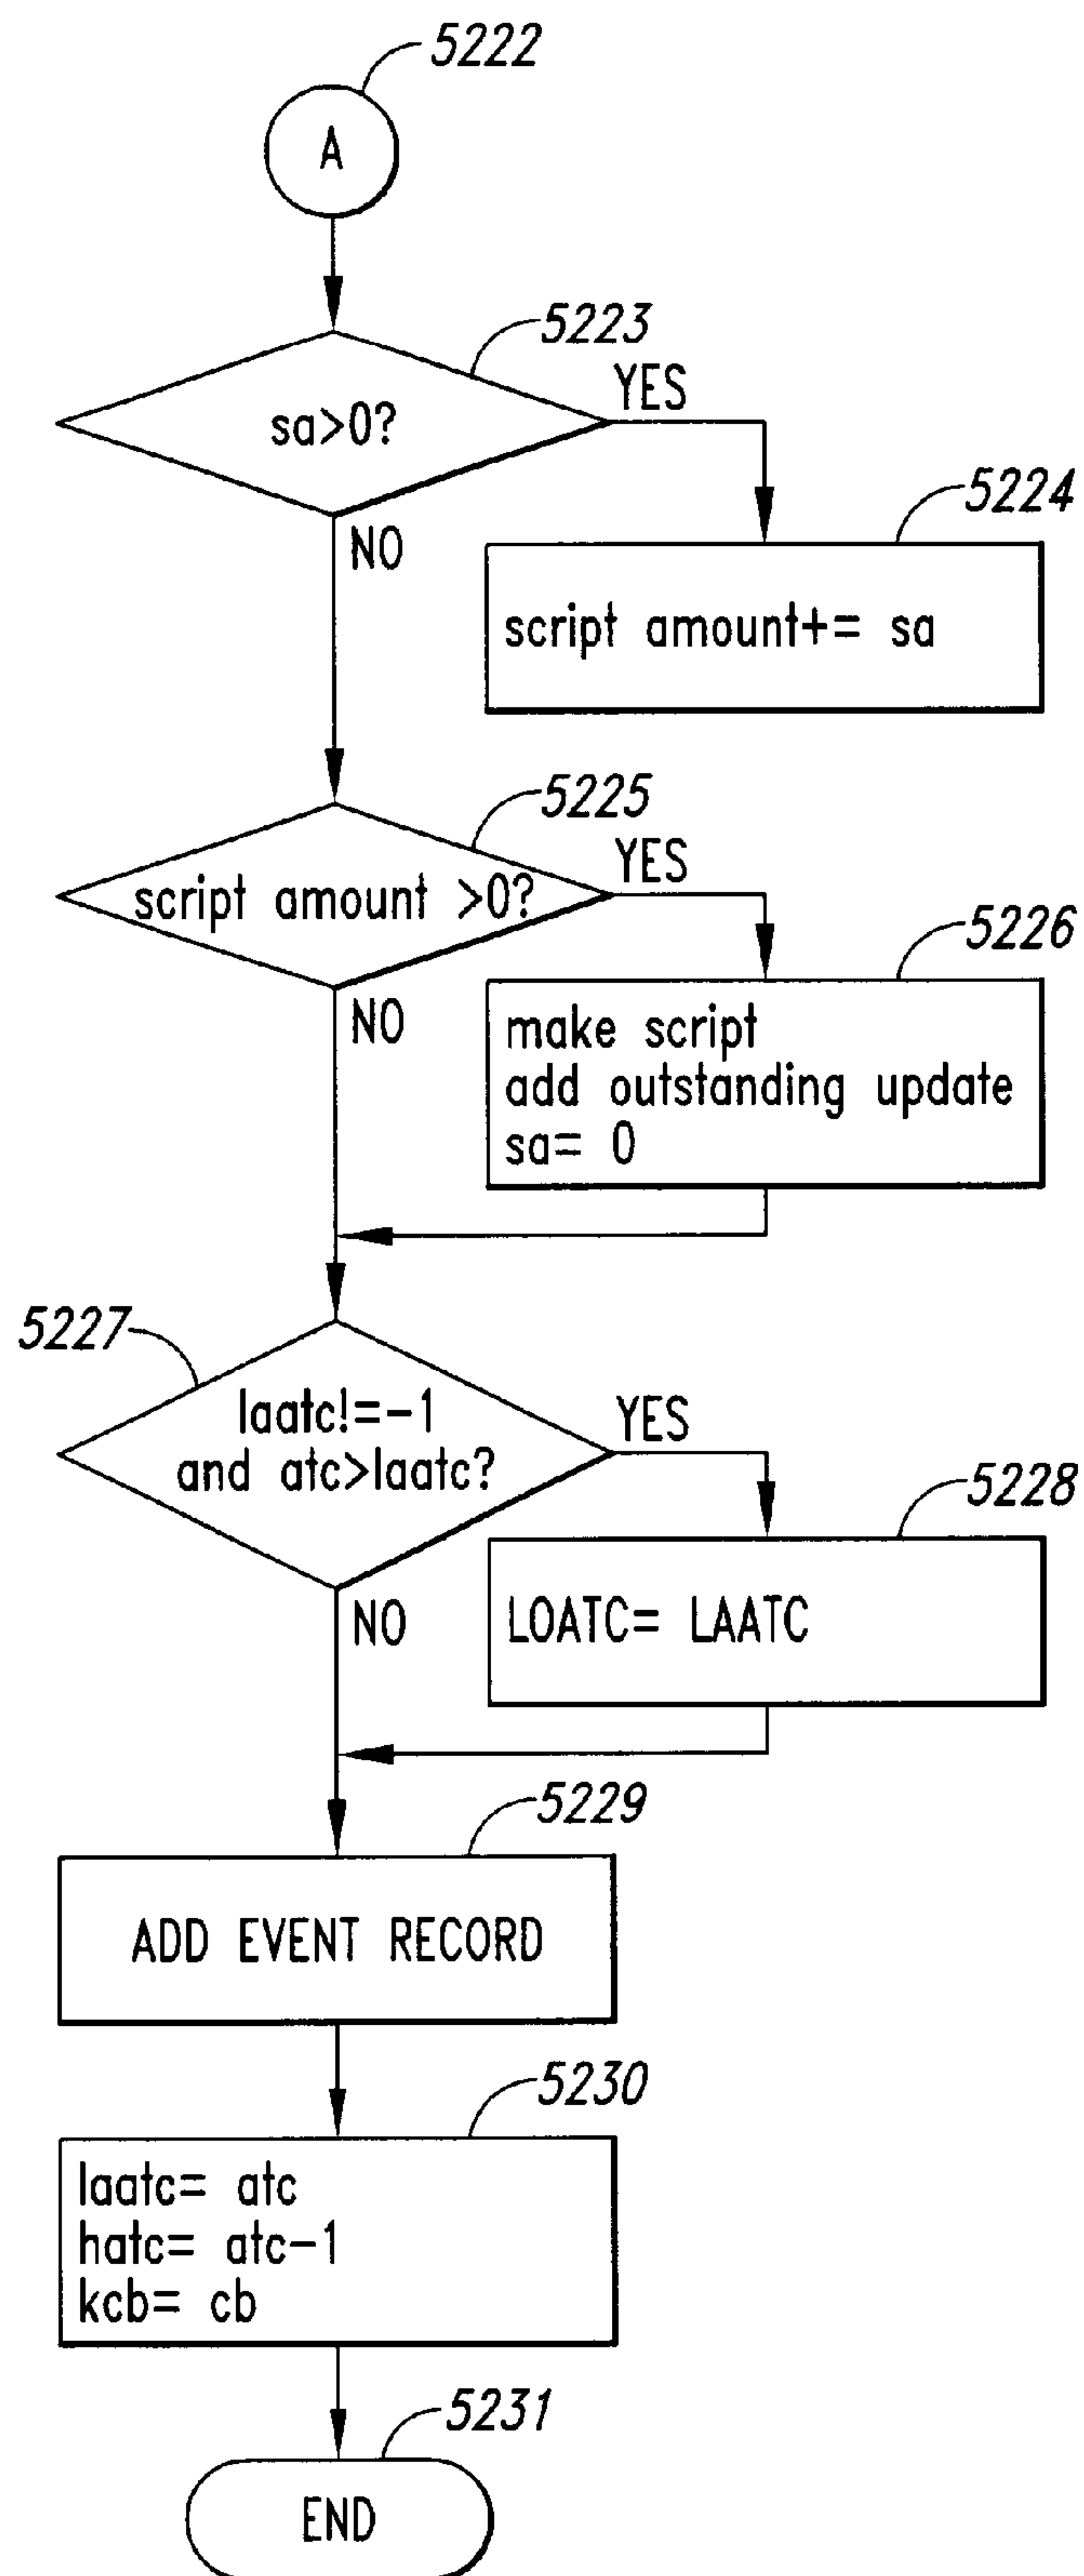 5222
A
5223
sa>0?
YES
NO
5224
script amount+= sa
5225
script amount >0?
YES
NO
5226
make script
add outstanding update
sa= 0
5227
laatc!=-1
and atc>laatc?
YES
NO
5228
LOATC= LAATC
5229
ADD EVENT RECORD
5230
laatc= atc
hatc= atc-1
kcb= cb
5231
END